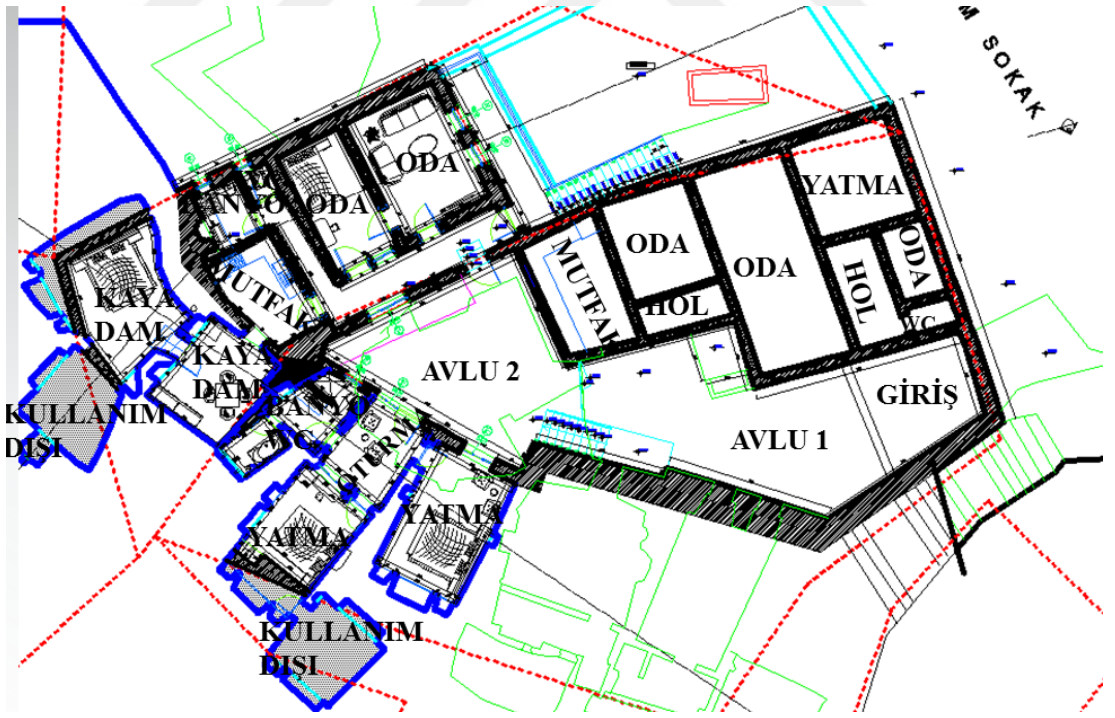 M SOKAK
ODA
YATMA
BANYO
ODA
ODA
ODA
ODA
MUTFAK
HOL
HOL
WC
MUTFAK
KAYA
DAM
KAYA
DAM
AVLU 2
GİRİŞ
AVLU 1
KULLANIM
DIŞI
BANYO
WC
OTURMA
YATMA
YATMA
KULLANIM
DIŞI